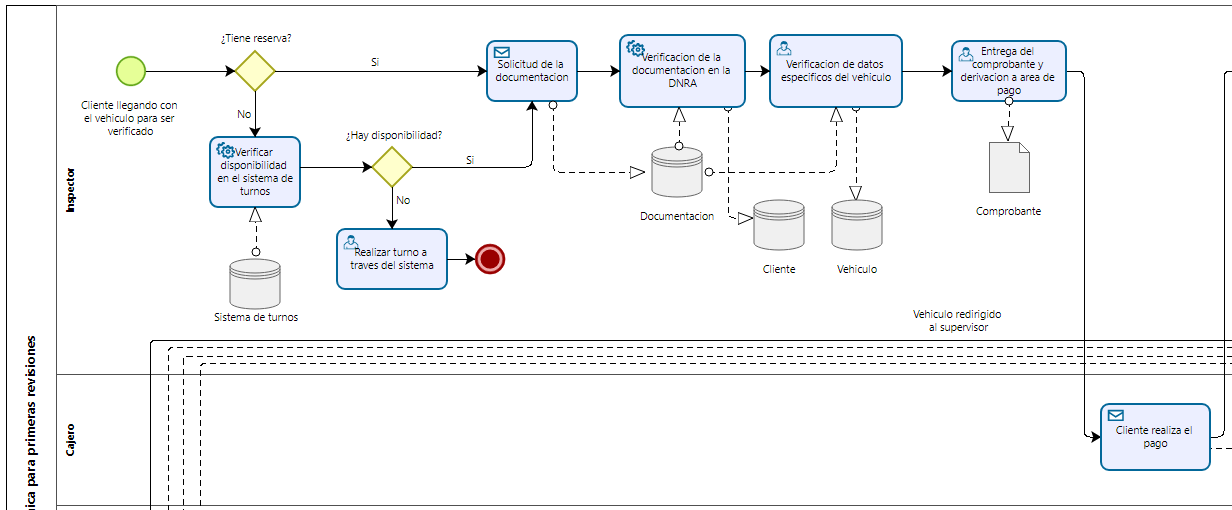 ¿Tiene reserva?
Si
No
Cliente llegando con
el vehiculo para ser
verificado
Verificar
disponibilidad
en el sistema de
turnos
Sistema de turnos
¿Hay disponibilidad?
Si
No
Realizar turno a
traves del sistema
Solicitud de la
documentacion
Verificacion de la
documentacion en la
DNRA
Documentacion
Verificacion de datos
especificos del vehiculo
Cliente
Vehiculo
Entrega del
comprobante y
derivacion a area de
pago
Comprobante
Vehiculo redirigido
al supervisor
Inspector
nica para primeras revisiones
Cajero
Cliente realiza el
pago